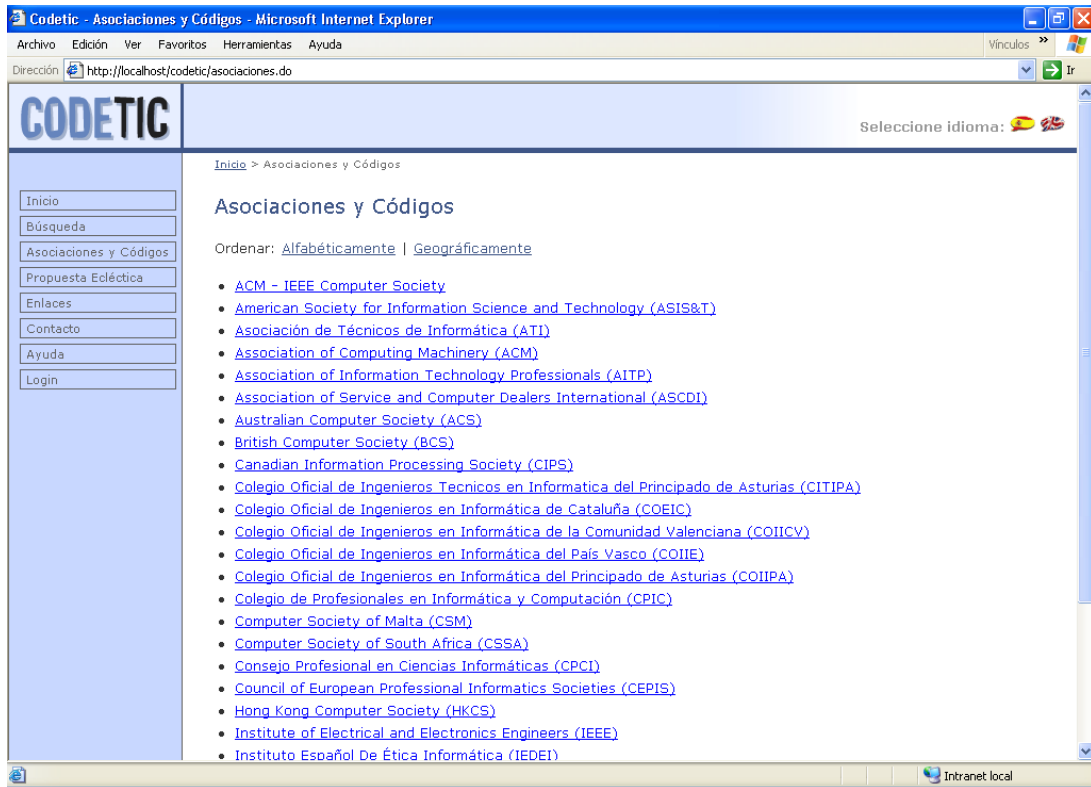 Codetic - Asociaciones y Códigos - Microsoft Internet Explorer
Archivo Edición Ver Favoritos Herramientas Ayuda Vínculos »
Dirección http://localhost/codetic/asociaciones.do Ir
CODETIC
Seleccione idioma:
Inicio > Asociaciones y Códigos
Inicio
Búsqueda
Asociaciones y Códigos
Propuesta Ecléctica
Enlaces
Contacto
Ayuda
Login
Asociaciones y Códigos
Ordenar: Alfabéticamente | Geográficamente
• ACM - IEEE Computer Society
• American Society for Information Science and Technology (ASIS&T)
• Asociación de Técnicos de Informática (ATI)
• Association of Computing Machinery (ACM)
• Association of Information Technology Professionals (AITP)
• Association of Service and Computer Dealers International (ASCDI)
• Australian Computer Society (ACS)
• British Computer Society (BCS)
• Canadian Information Processing Society (CIPS)
• Colegio Oficial de Ingenieros Tecnicos en Informatica del Principado de Asturias (CITIPA)
• Colegio Oficial de Ingenieros en Informática de Cataluña (COEIC)
• Colegio Oficial de Ingenieros en Informática de la Comunidad Valenciana (COIICV)
• Colegio Oficial de Ingenieros en Informática del País Vasco (COIIE)
• Colegio Oficial de Ingenieros en Informática del Principado de Asturias (COIIPA)
• Colegio de Profesionales en Informática y Computación (CPIC)
• Computer Society of Malta (CSM)
• Computer Society of South Africa (CSSA)
• Consejo Profesional en Ciencias Informáticas (CPCI)
• Council of European Professional Informatics Societies (CEPIS)
• Hong Kong Computer Society (HKCS)
• Institute of Electrical and Electronics Engineers (IEEE)
• Instituto Español De Ética Informática (IEDEI)
Intranet local